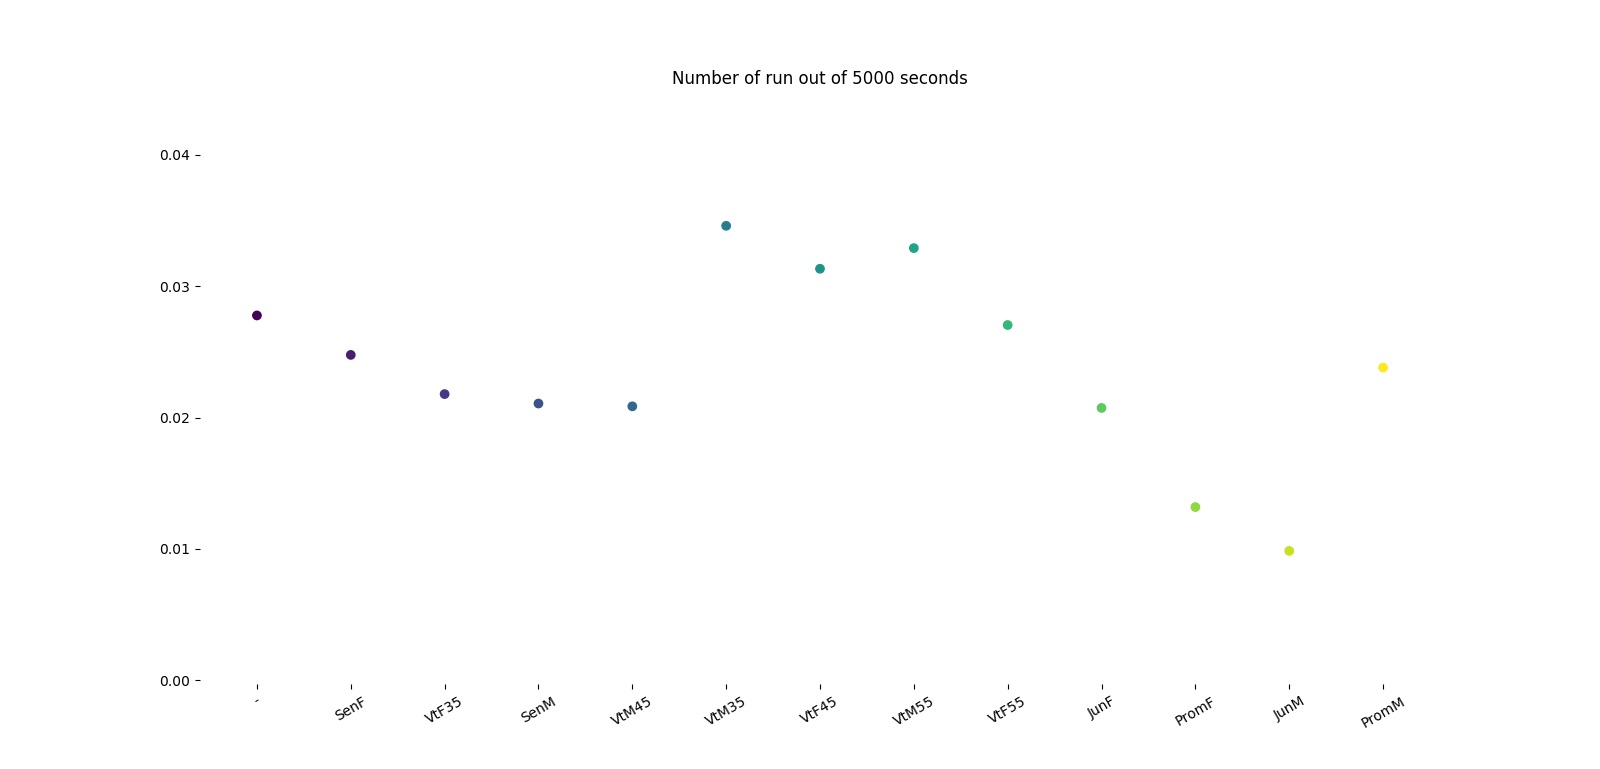 Number of run out of 5000 seconds
0.04
0.03
0.02
0.01
0.00
-
SenF
VtF35
SenM
VtM45
VtM35
VtF45
VtM55
VtF55
JunF
PromF
JunM
PromM